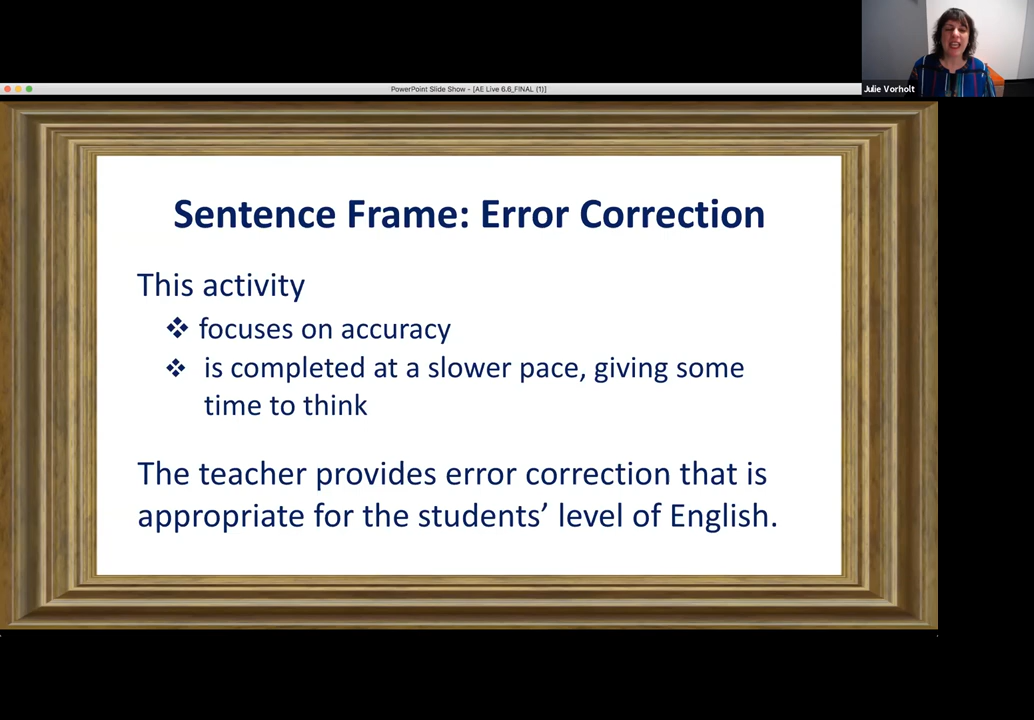 Julie Vorholt
PowerPoint Slide Show - [AE Live 6.6_FINAL (1)]
Sentence Frame: Error Correction
This activity
❖ focuses on accuracy
❖ is completed at a slower pace, giving some
time to think
The teacher provides error correction that is
appropriate for the students’ level of English.